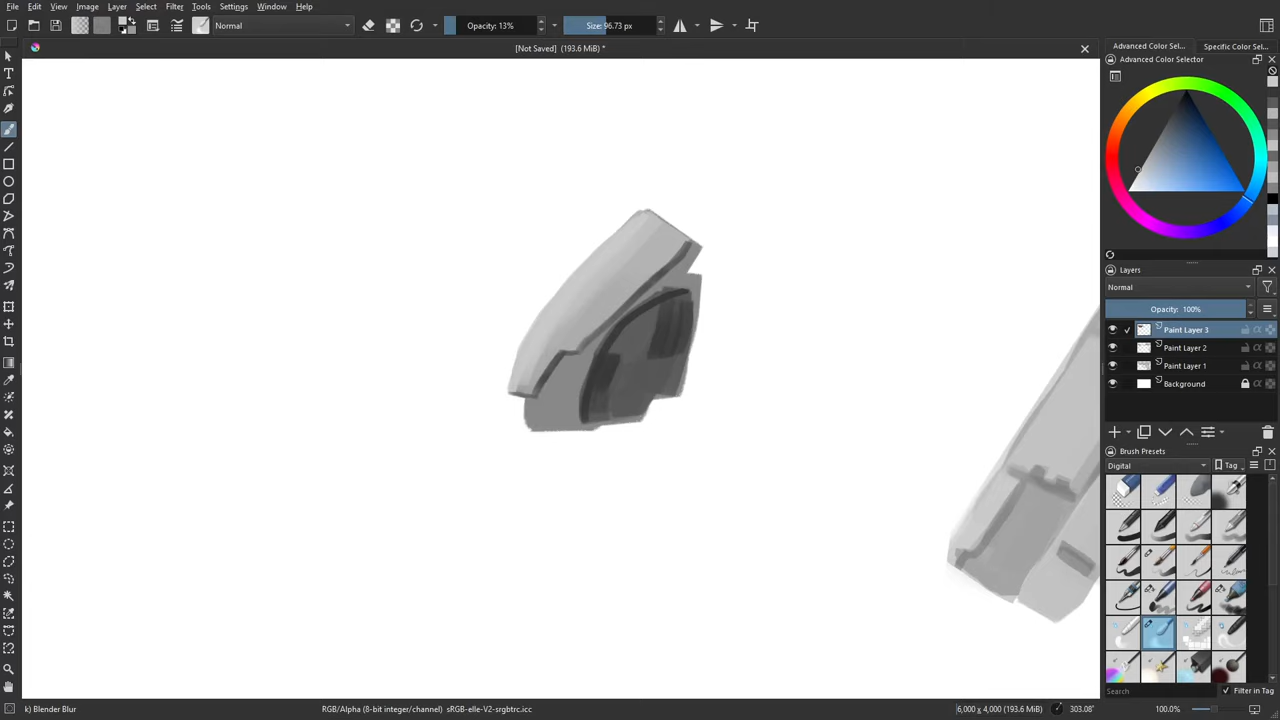 File Edit View Image Layer Select Filter Tools Settings Window Help
Normal Opacity: 13% Size: 96.73 px
[Not Saved] (193.6 MiB) *
Advanced Color Sel... Specific Color Sel...
Advanced Color Selector
Layers
Normal
Opacity: 100%
Paint Layer 3
Paint Layer 2
Paint Layer 1
Background
Brush Presets
Digital Tag
Search Filter in Tag
k) Blender Blur RGB/Alpha (8-bit integer/channel) sRGB-elle-V2-srgbtrc.icc 6,000 x 4,000 (193.6 MiB) 303.08° 100.0%